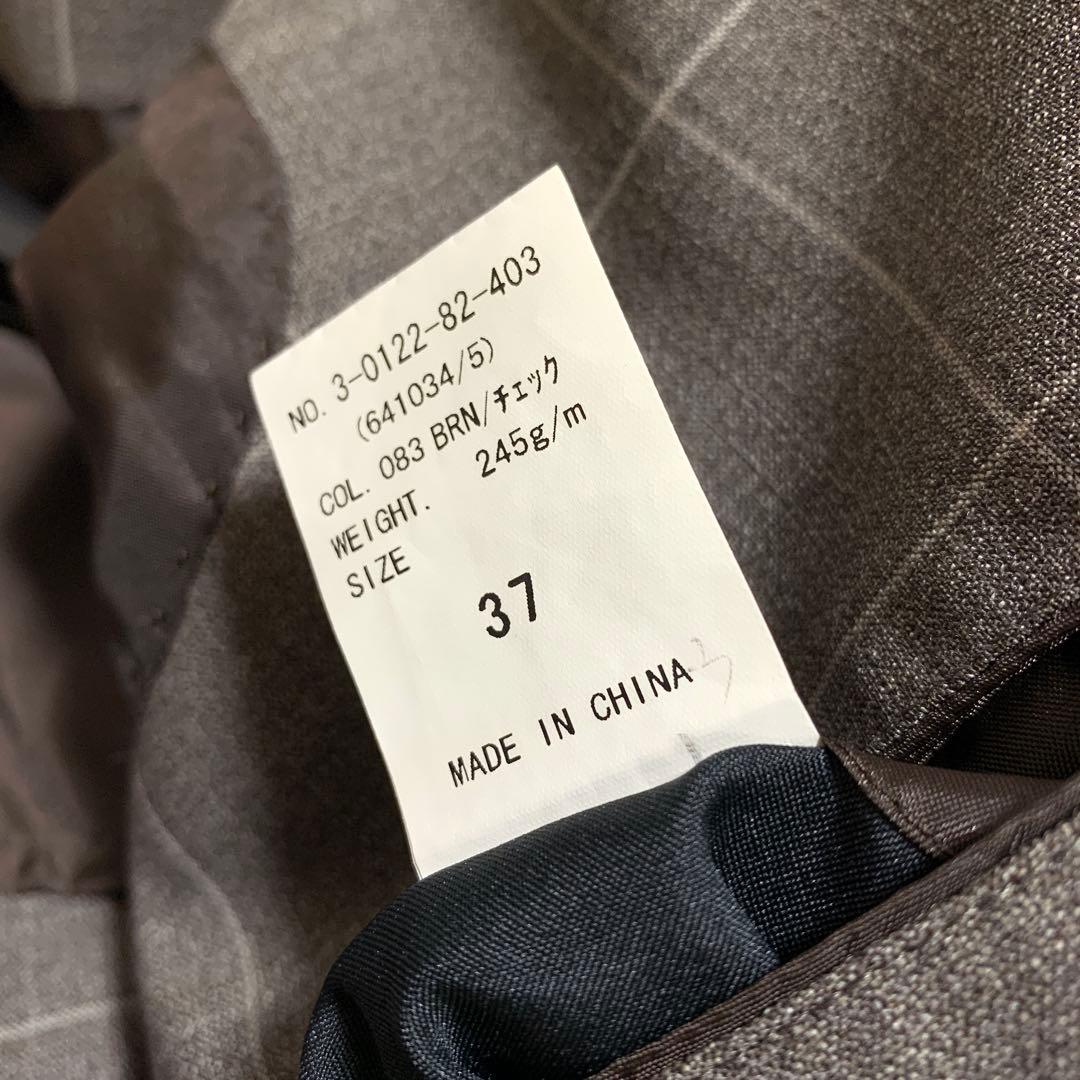 NO. 3-0122-82-403
(641034/5)
COL. 083 BRN/チェック
WEIGHT. 245g/m
SIZE
37
MADE IN CHINA